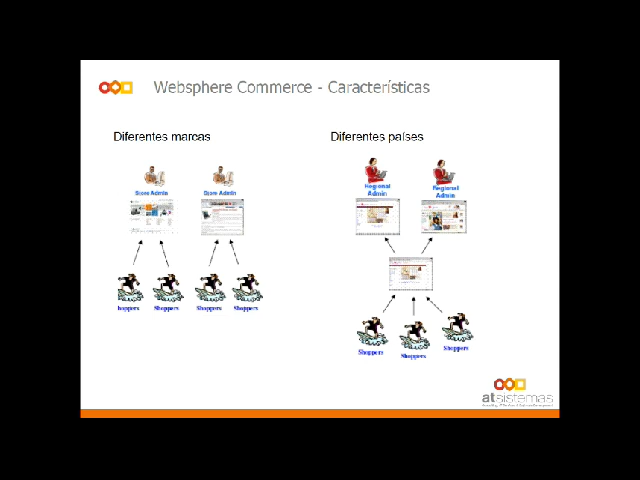 Websphere Commerce - Características
Diferentes marcas
Diferentes países
Store Admin
Store Admin
Regional
Admin
Regional
Admin
hoppers
Shoppers
Shoppers
Shoppers
Shoppers
Shoppers
Shoppers
atsistemas